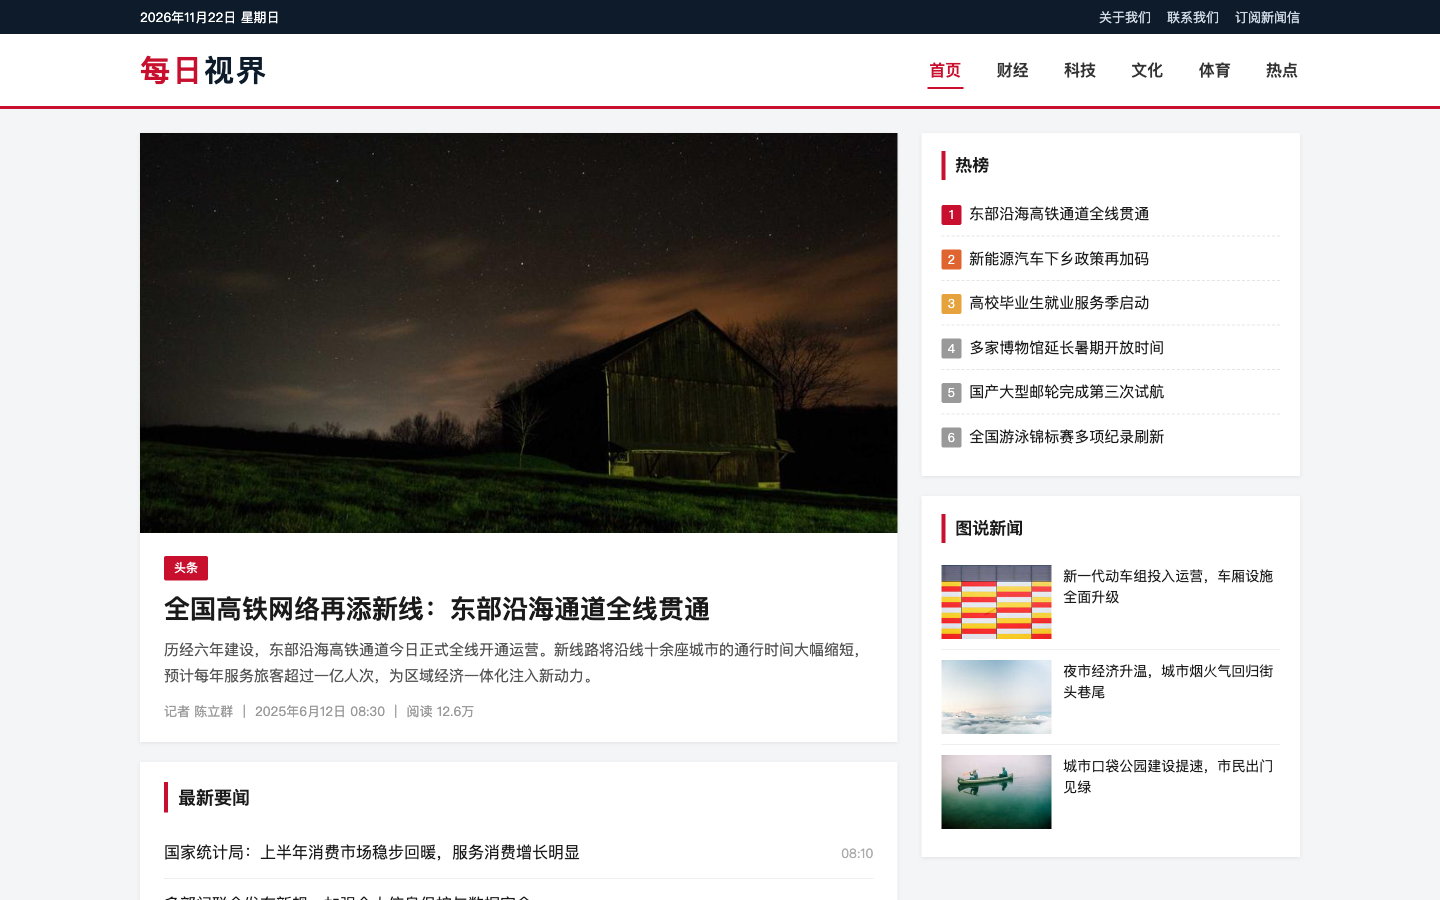 2026年11月22日 星期日
关于我们 联系我们 订阅新闻信
每日视界
首页 财经 科技 文化 体育 热点
头条
全国高铁网络再添新线：东部沿海通道全线贯通
历经六年建设，东部沿海高铁通道今日正式全线开通运营。新线路将沿线十余座城市的通行时间大幅缩短，
预计每年服务旅客超过一亿人次，为区域经济一体化注入新动力。
记者 陈立群 | 2025年6月12日 08:30 | 阅读 12.6万
最新要闻
国家统计局：上半年消费市场稳步回暖，服务消费增长明显 08:10
热榜
1 东部沿海高铁通道全线贯通
2 新能源汽车下乡政策再加码
3 高校毕业生就业服务季启动
4 多家博物馆延长暑期开放时间
5 国产大型邮轮完成第三次试航
6 全国游泳锦标赛多项纪录刷新
图说新闻
新一代动车组投入运营，车厢设施
全面升级
夜市经济升温，城市烟火气回归街
头巷尾
城市口袋公园建设提速，市民出门
见绿